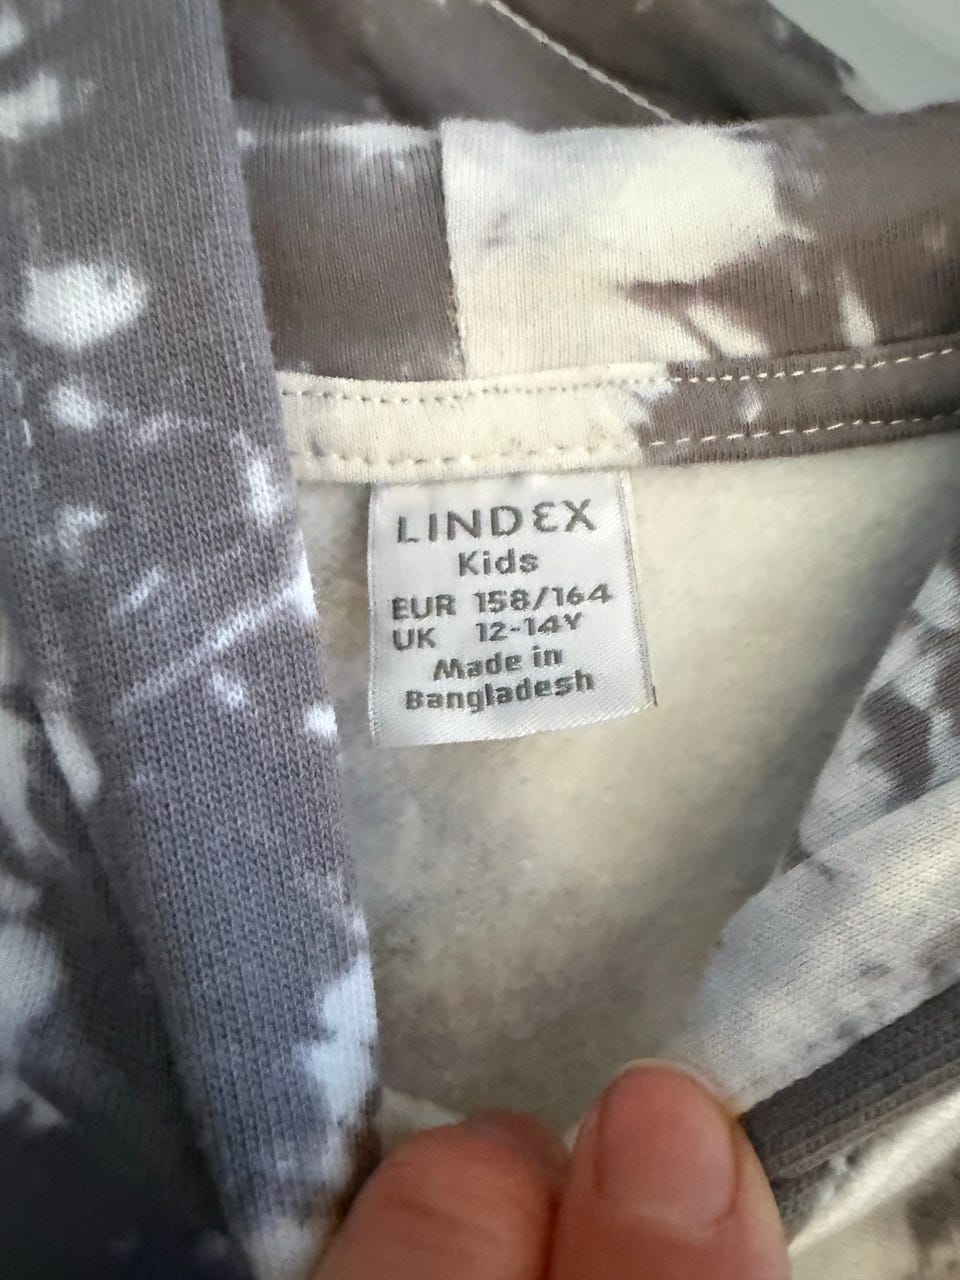 LINDEX
Kids
EUR 158/164
UK 12-14Y
Made in
Bangladesh